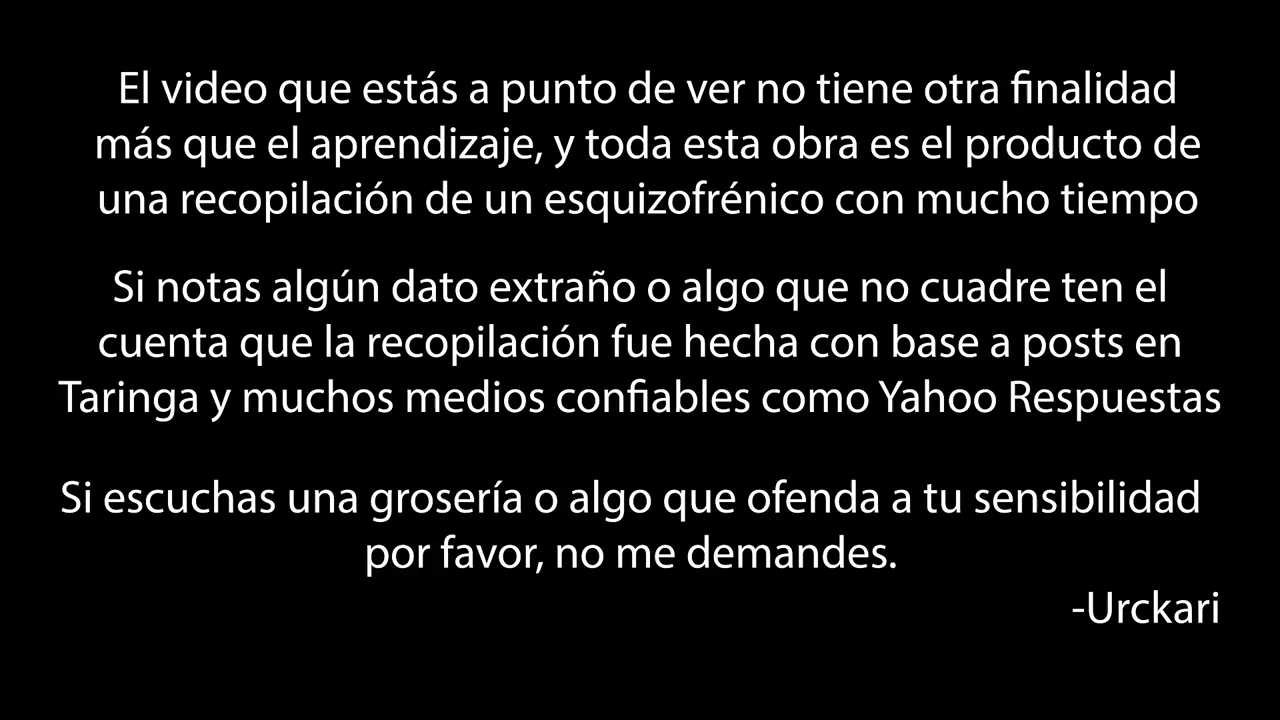 El video que estás a punto de ver no tiene otra finalidad
más que el aprendizaje, y toda esta obra es el producto de
una recopilación de un esquizofrénico con mucho tiempo
Si notas algún dato extraño o algo que no cuadre ten el
cuenta que la recopilación fue hecha con base a posts en
Taringa y muchos medios confiables como Yahoo Respuestas
Si escuchas una grosería o algo que ofenda a tu sensibilidad
por favor, no me demandes.
-Urckari